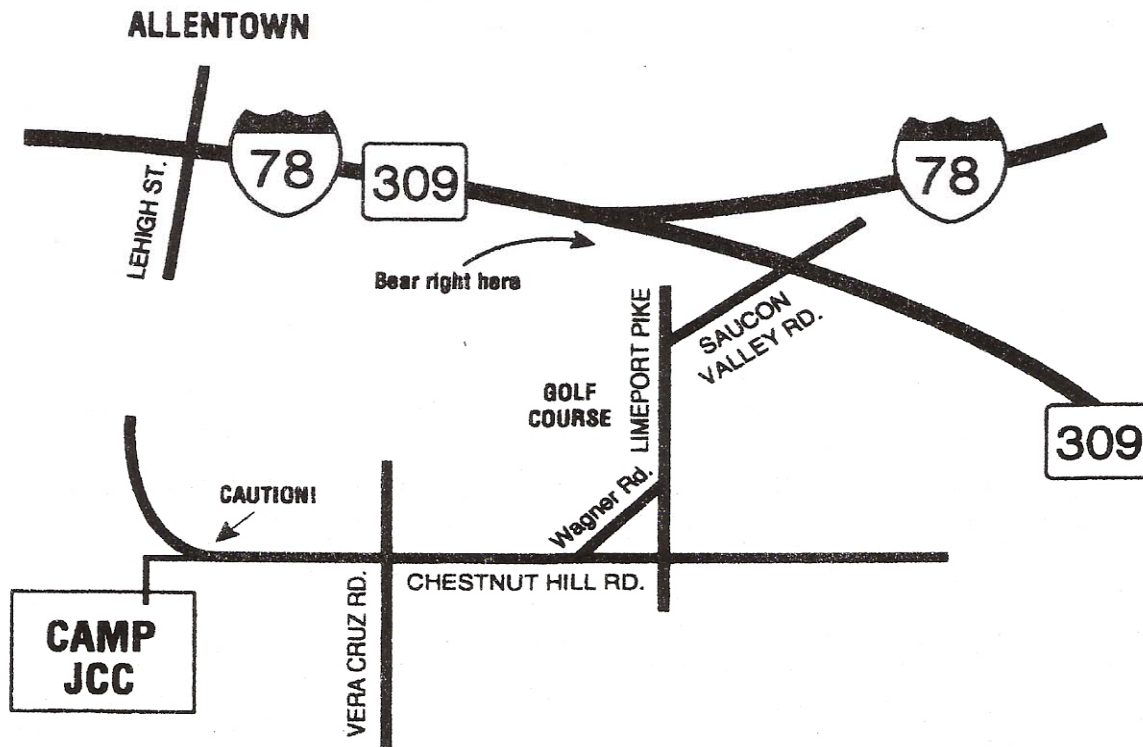 ALLENTOWN
LEHIGH ST.
78
309
78
Bear right here
SAUCON
VALLEY RD.
LIMEPORT PIKE
GOLF
COURSE
309
Wagner Rd.
CAUTION!
CHESTNUT HILL RD.
VERA CRUZ RD.
CAMP
JCC